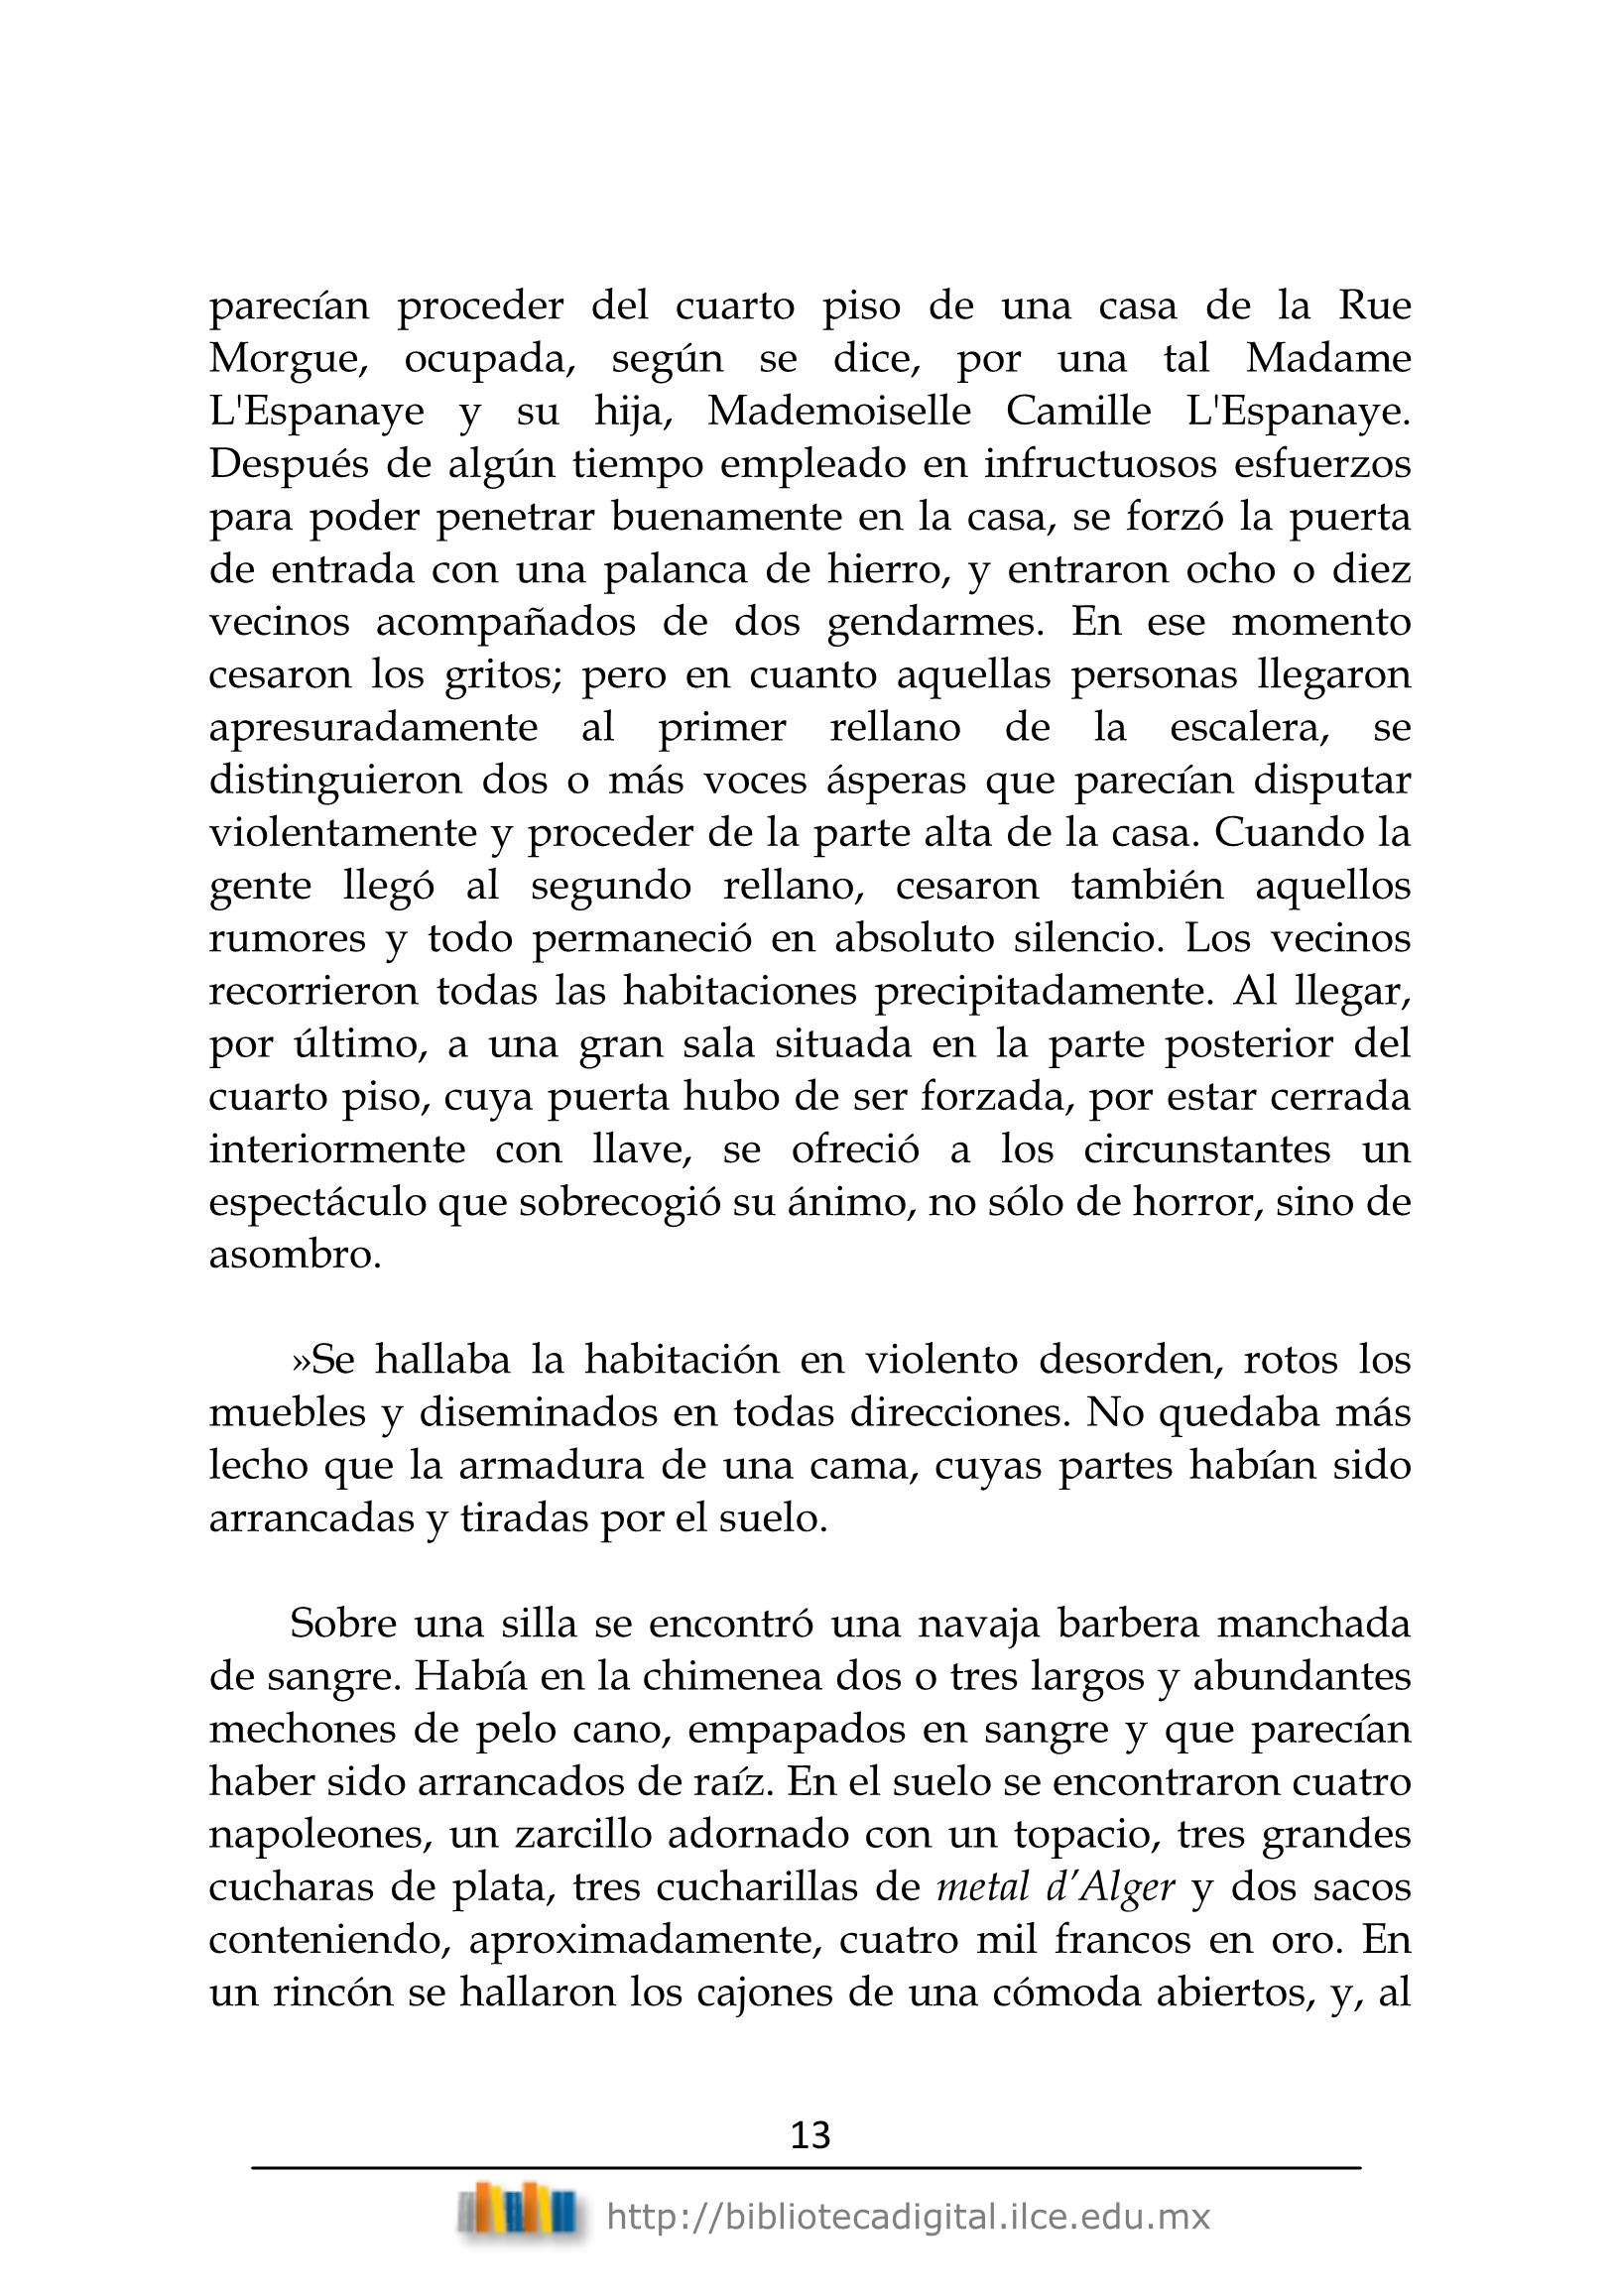 parecían proceder del cuarto piso de una casa de la Rue
Morgue, ocupada, según se dice, por una tal Madame
L'Espanaye y su hija, Mademoiselle Camille L'Espanaye.
Después de algún tiempo empleado en infructuosos esfuerzos
para poder penetrar buenamente en la casa, se forzó la puerta
de entrada con una palanca de hierro, y entraron ocho o diez
vecinos acompañados de dos gendarmes. En ese momento
cesaron los gritos; pero en cuanto aquellas personas llegaron
apresuradamente al primer rellano de la escalera, se
distinguieron dos o más voces ásperas que parecían disputar
violentamente y proceder de la parte alta de la casa. Cuando la
gente llegó al segundo rellano, cesaron también aquellos
rumores y todo permaneció en absoluto silencio. Los vecinos
recorrieron todas las habitaciones precipitadamente. Al llegar,
por último, a una gran sala situada en la parte posterior del
cuarto piso, cuya puerta hubo de ser forzada, por estar cerrada
interiormente con llave, se ofreció a los circunstantes un
espectáculo que sobrecogió su ánimo, no sólo de horror, sino de
asombro.
»Se hallaba la habitación en violento desorden, rotos los
muebles y diseminados en todas direcciones. No quedaba más
lecho que la armadura de una cama, cuyas partes habían sido
arrancadas y tiradas por el suelo.
Sobre una silla se encontró una navaja barbera manchada
de sangre. Había en la chimenea dos o tres largos y abundantes
mechones de pelo cano, empapados en sangre y que parecían
haber sido arrancados de raíz. En el suelo se encontraron cuatro
napoleones, un zarcillo adornado con un topacio, tres grandes
cucharas de plata, tres cucharillas de metal d’Alger y dos sacos
conteniendo, aproximadamente, cuatro mil francos en oro. En
un rincón se hallaron los cajones de una cómoda abiertos, y, al
13
http://bibliotecadigital.ilce.edu.mx